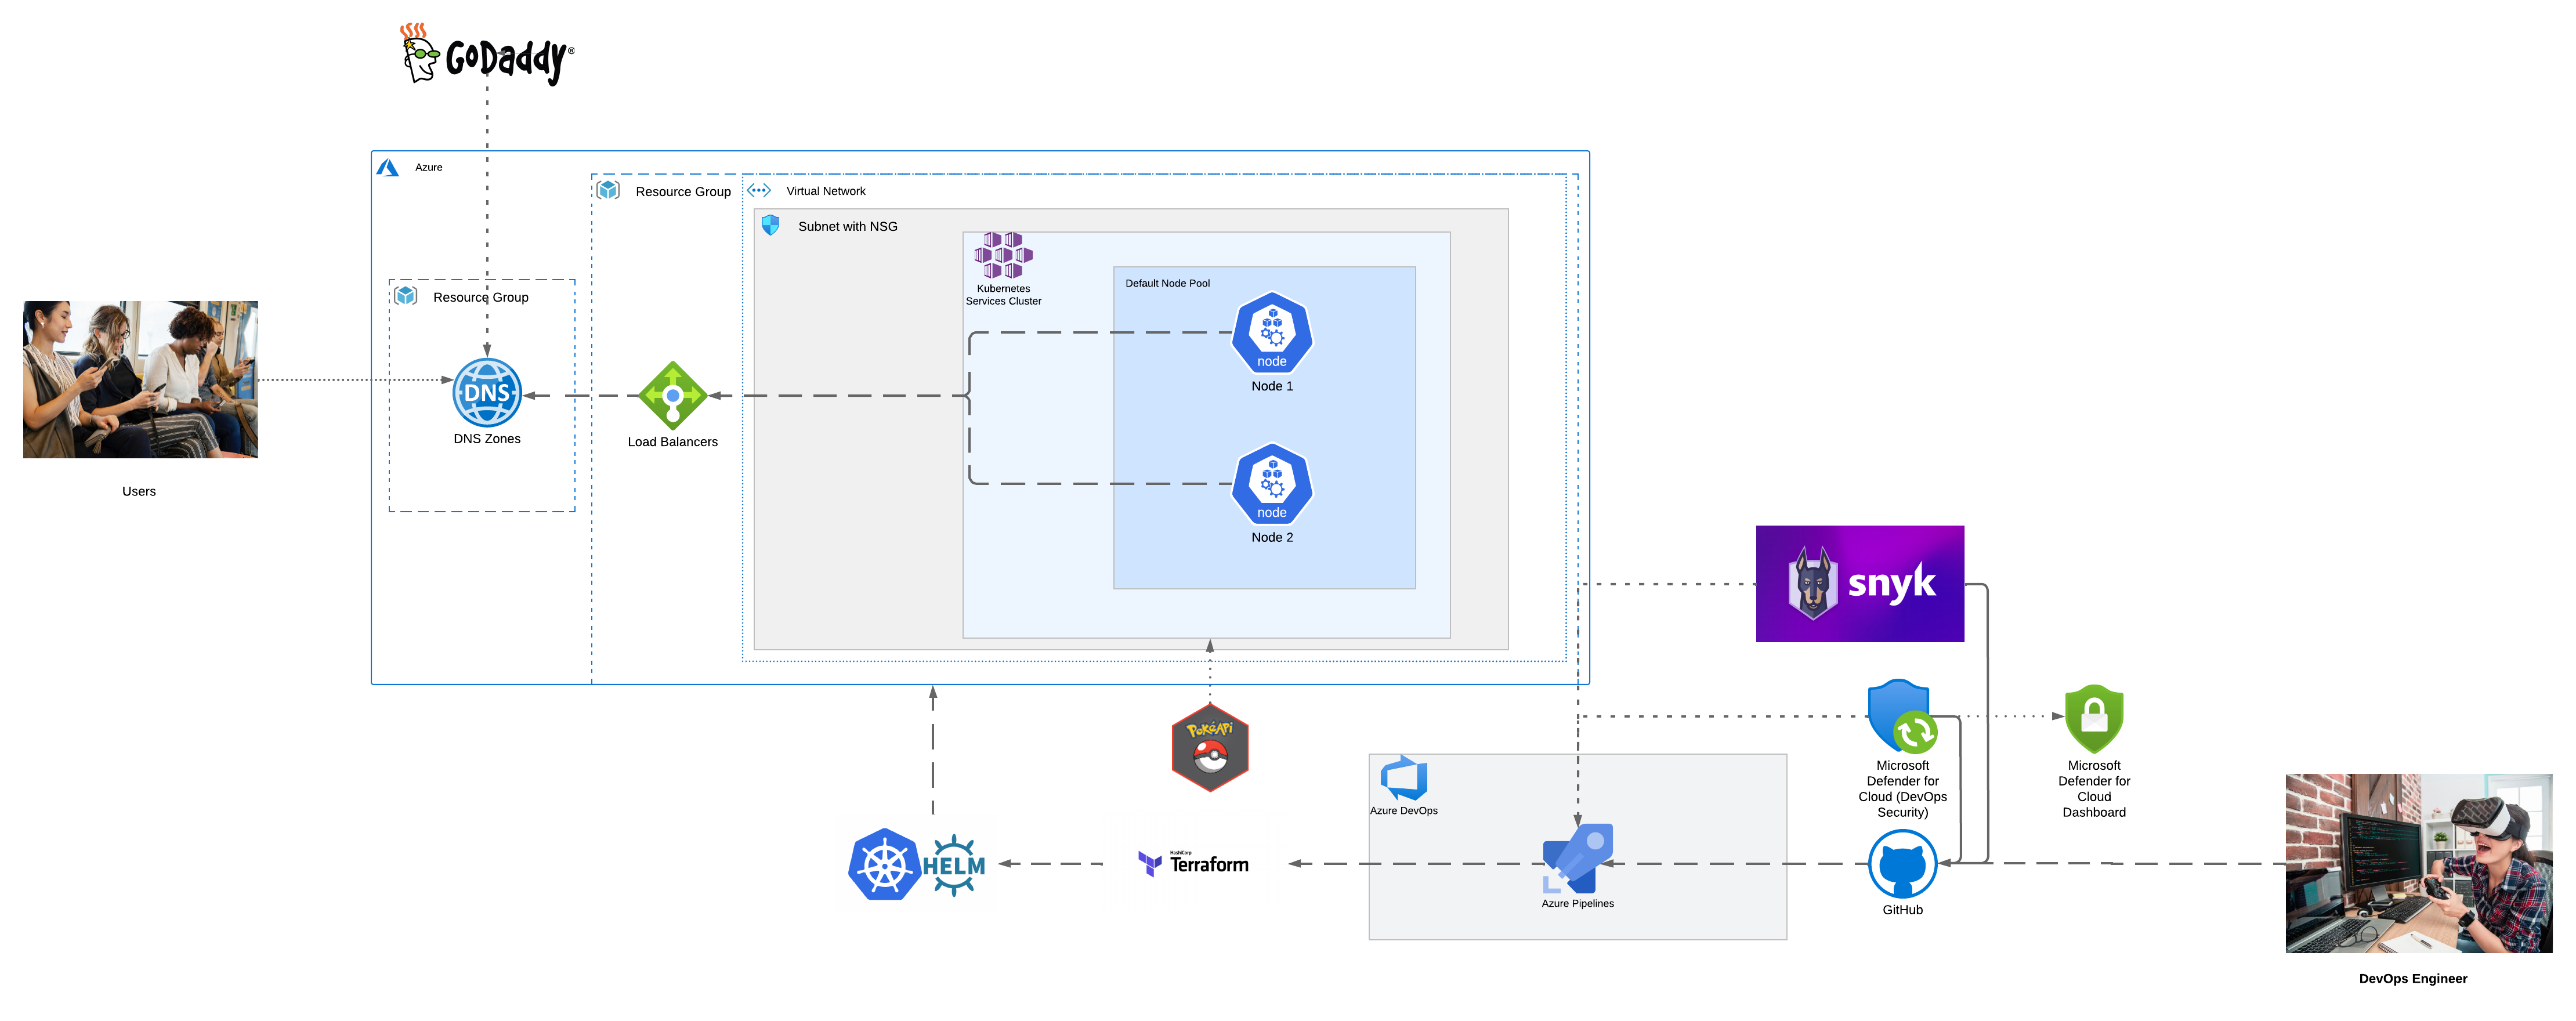 GoDaddy®
Azure
Resource Group
Virtual Network
Subnet with NSG
Kubernetes
Services Cluster
Default Node Pool
node
Node 1
node
Node 2
Resource Group
DNS
DNS Zones
Load Balancers
Users
snyk
PokéApi
Microsoft
Defender for
Cloud (DevOps
Security)
Microsoft
Defender for
Cloud
Dashboard
Azure DevOps
Azure Pipelines
HELM
HashiCorp
Terraform
GitHub
DevOps Engineer